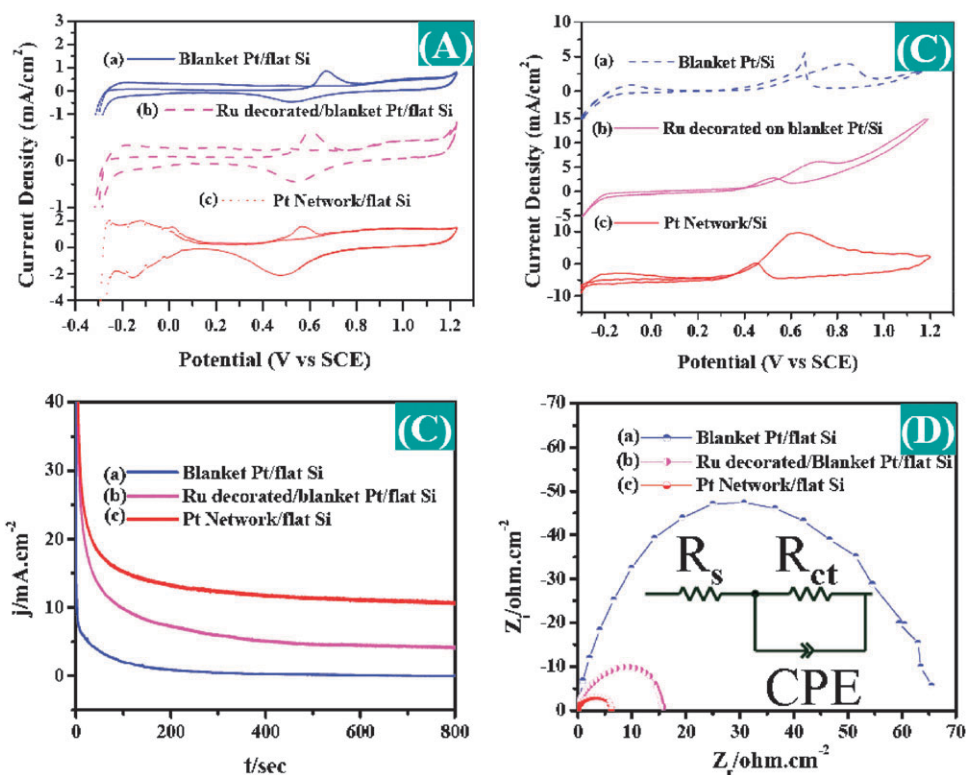 (A)
3
2
1
0
-1
1
0
-1
2
0
-2
-4
Current Density (mA/cm²)
(a) Blanket Pt/flat Si
(b) Ru decorated/blanket Pt/flat Si
(c) Pt Network/flat Si
-0.4 -0.2 0.0 0.2 0.4 0.6 0.8 1.0 1.2
Potential (V vs SCE)
(C)
10
5
0
15
10
5
0
-5
10
0
-10
Current Density (mA/cm²)
(a) Blanket Pt/Si
(b) Ru decorated on blanket Pt/Si
(c) Pt Network/Si
-0.2 0.0 0.2 0.4 0.6 0.8 1.0 1.2
Potential (V vs SCE)
(C)
40
30
20
10
0
j/mA.cm⁻²
(a) Blanket Pt/flat Si
(b) Ru decorated/blanket Pt/flat Si
(c) Pt Network/flat Si
0 200 400 600 800
t/sec
(D)
-70
-60
-50
-40
-30
-20
-10
0
Zᵢ/ohm.cm⁻²
(a) Blanket Pt/flat Si
(b) Ru decorated/Blanket Pt/flat Si
(c) Pt Network/flat Si
Rs Rct
CPE
0 10 20 30 40 50 60 70
Zr/ohm.cm⁻²